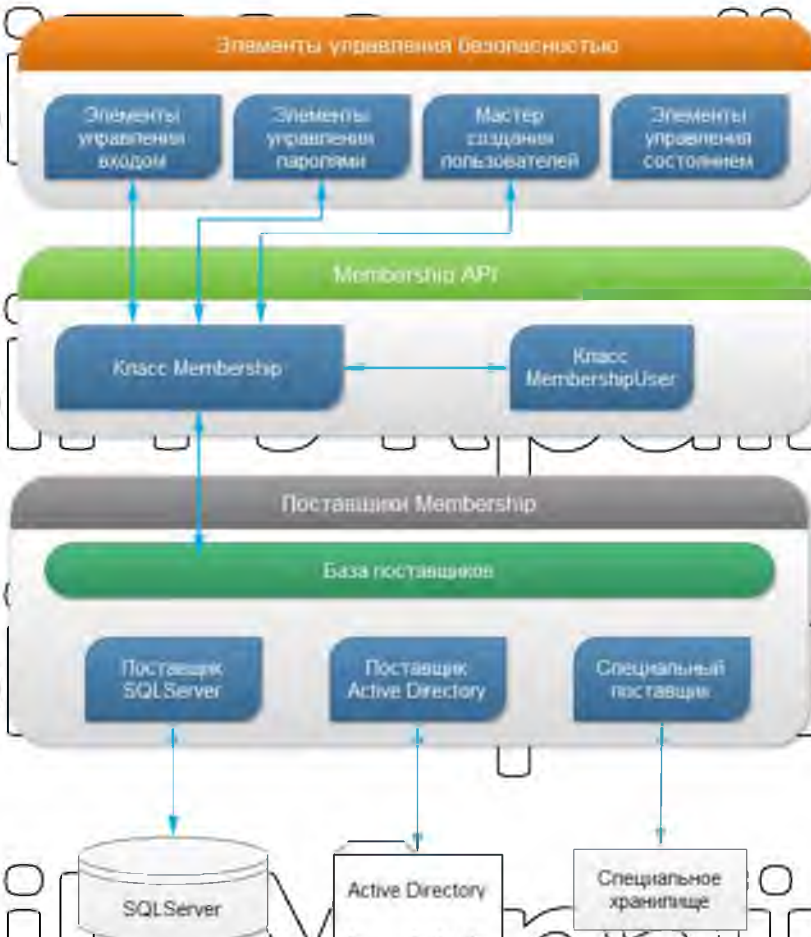 Элементы управления безопасностью
Элементы
управления
входом
Элементы
управления
паролями
Мастер
создания
пользователей
Элементы
управления
состоянием
Membership API
Класс Membership
Класс
MembershipUser
Поставщики Membership
База поставщиков
Поставщик
SQLServer
Поставщик
Active Directory
Специальный
поставщик
SQLServer
Active Directory
Специальное
хранилище